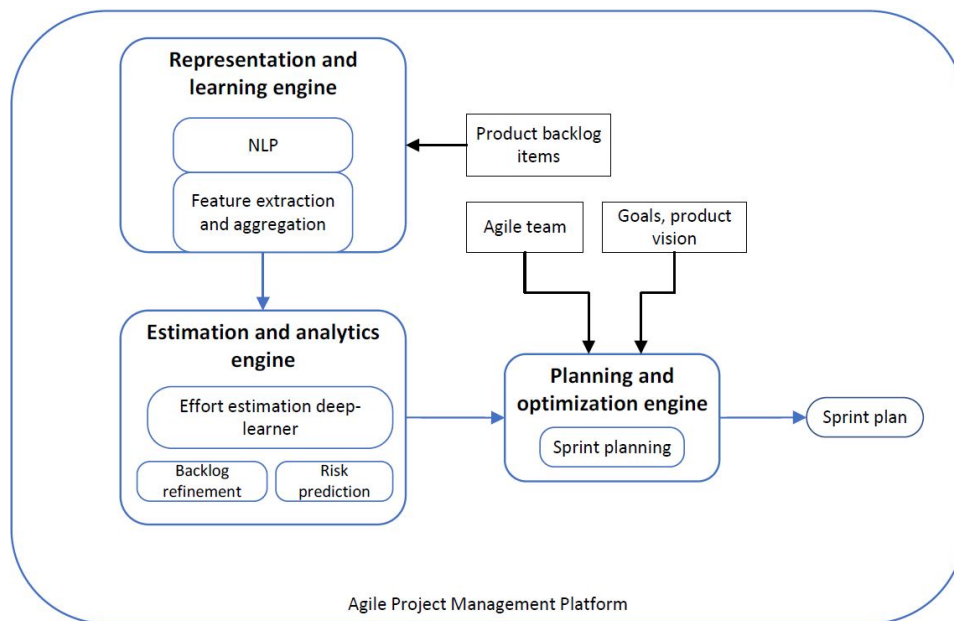 Representation and
learning engine
NLP
Feature extraction
and aggregation
Product backlog
items
Agile team
Goals, product
vision
Estimation and analytics
engine
Effort estimation deep-
learner
Backlog
refinement
Risk
prediction
Planning and
optimization engine
Sprint planning
Sprint plan
Agile Project Management Platform